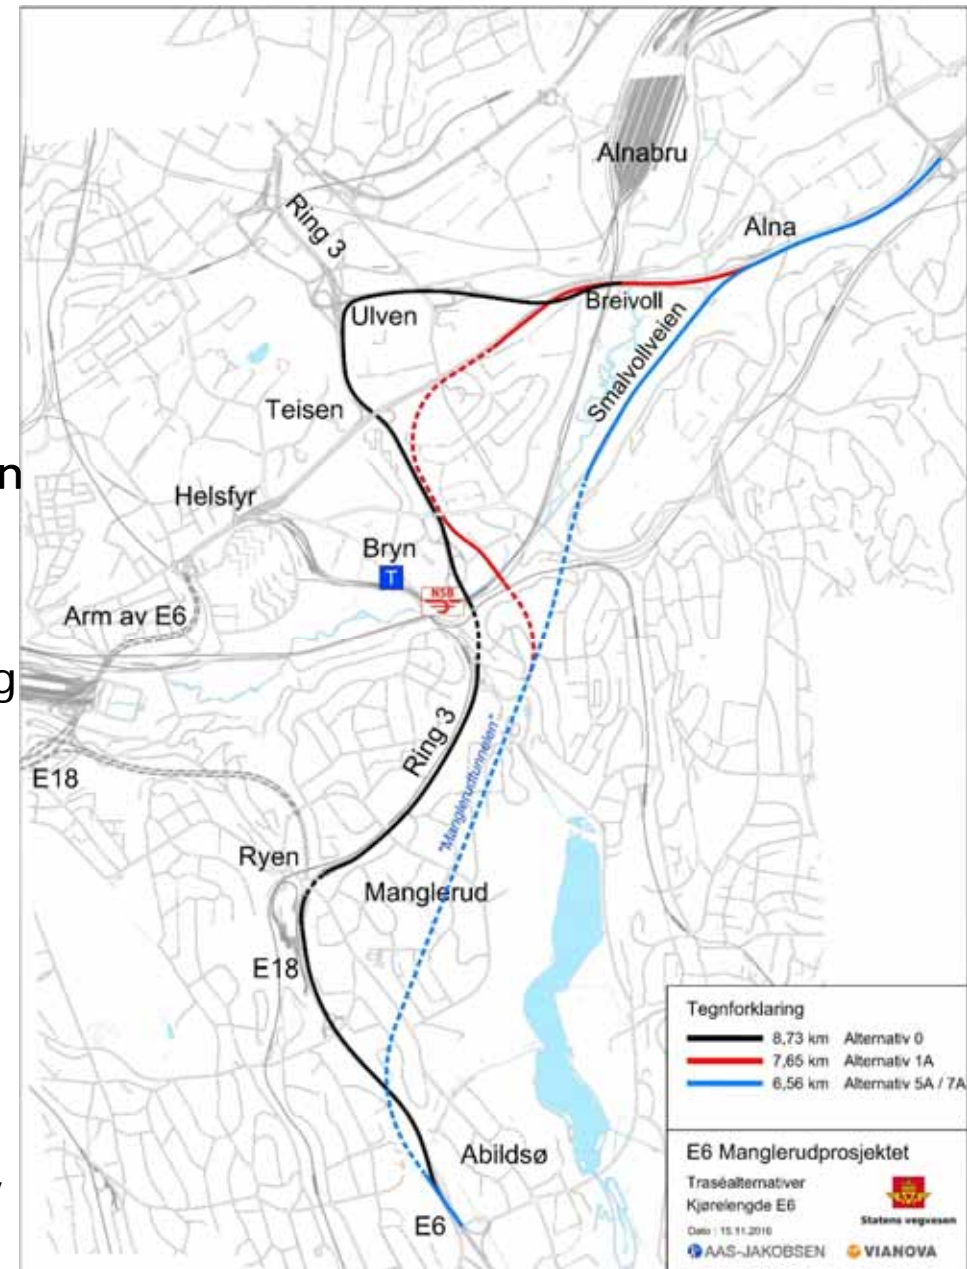 Alnabru
Ring 3
Alna
Ulven
Breivoll
Smalvollveien
Teisen
n
Helsfyr
Bryn
T
NSB
Arm av E6
g
Ring 3
"Manglerudtunnelen"
E18
Ryen
Manglerud
E18
Abildsø
E6
Tegnforklaring
8,73 km Alternativ 0
7,65 km Alternativ 1A
6,56 km Alternativ 5A / 7A
E6 Manglerudprosjektet
Traséalternativer
Kjørelengde E6
Dato : 15.11.2016
Statens vegvesen
AAS-JAKOBSEN VIANOVA